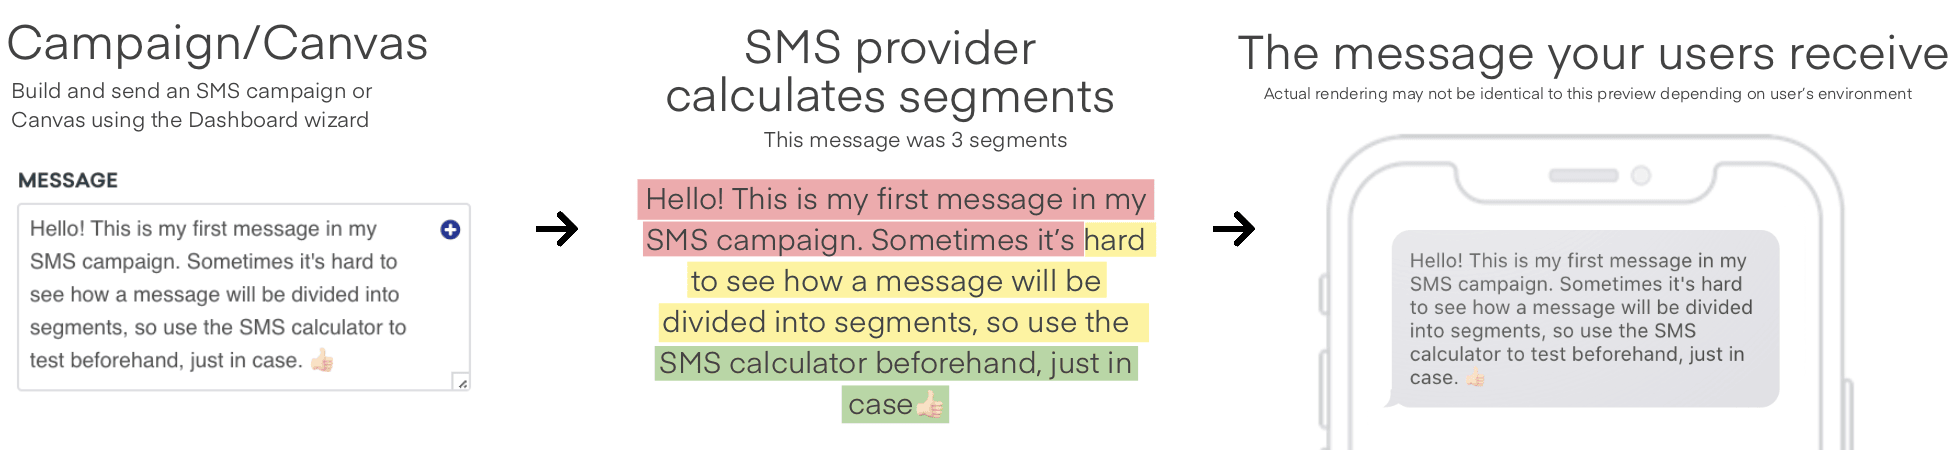 Campaign/Canvas
Build and send an SMS campaign or
Canvas using the Dashboard wizard
MESSAGE
Hello! This is my first message in my
SMS campaign. Sometimes it's hard to
see how a message will be divided into
segments, so use the SMS calculator to
test beforehand, just in case. 👍🏻
SMS provider
calculates segments
This message was 3 segments
Hello! This is my first message in my
SMS campaign. Sometimes it’s hard
to see how a message will be
divided into segments, so use the
SMS calculator beforehand, just in
case👍🏻
The message your users receive
Actual rendering may not be identical to this preview depending on user’s environment
Hello! This is my first message in my
SMS campaign. Sometimes it's hard
to see how a message will be divided
into segments, so use the SMS
calculator to test beforehand, just in
case. 👍🏻